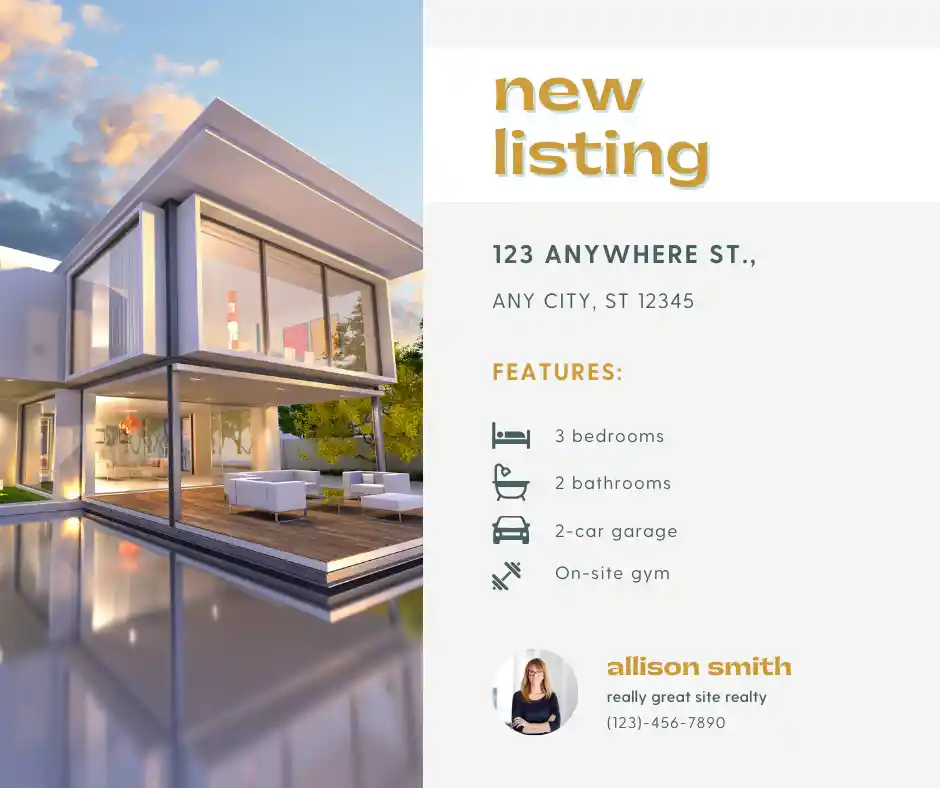 new
listing
123 ANYWHERE ST.,
ANY CITY, ST 12345
FEATURES:
3 bedrooms
2 bathrooms
2-car garage
On-site gym
allison smith
really great site realty
(123)-456-7890